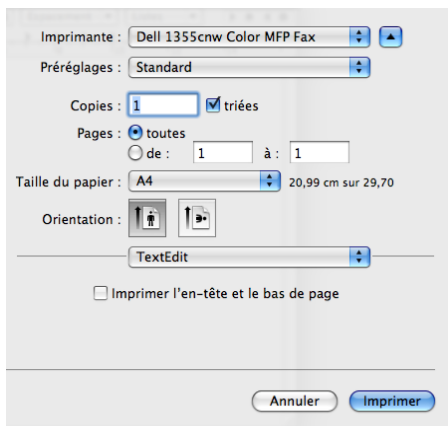 Imprimante : Dell 1355cnw Color MFP Fax
Préréglages : Standard
Copies : 1 triées
Pages : toutes
de : 1 à : 1
Taille du papier : A4 20,99 cm sur 29,70
Orientation :
TextEdit
Imprimer l'en-tête et le bas de page
Annuler Imprimer